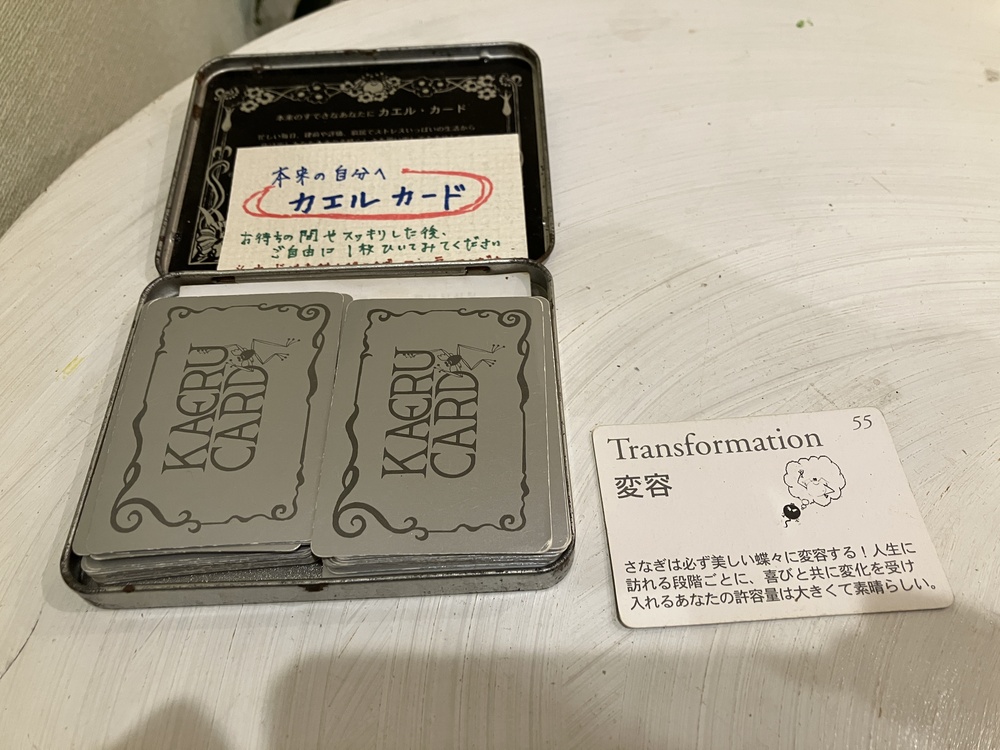 本来のすてきなあなたに カエル・カード
本来の自分へ
カエル カード
お待ちの間やスッキリした後、
ご自由に 1枚ひいてみてください
KAERU
CARD
KAERU
CARD
55
Transformation
変容
さなぎは必ず美しい蝶々に変容する！人生に
訪れる段階ごとに、喜びと共に変化を受け
入れるあなたの許容量は大きくて素晴らしい。